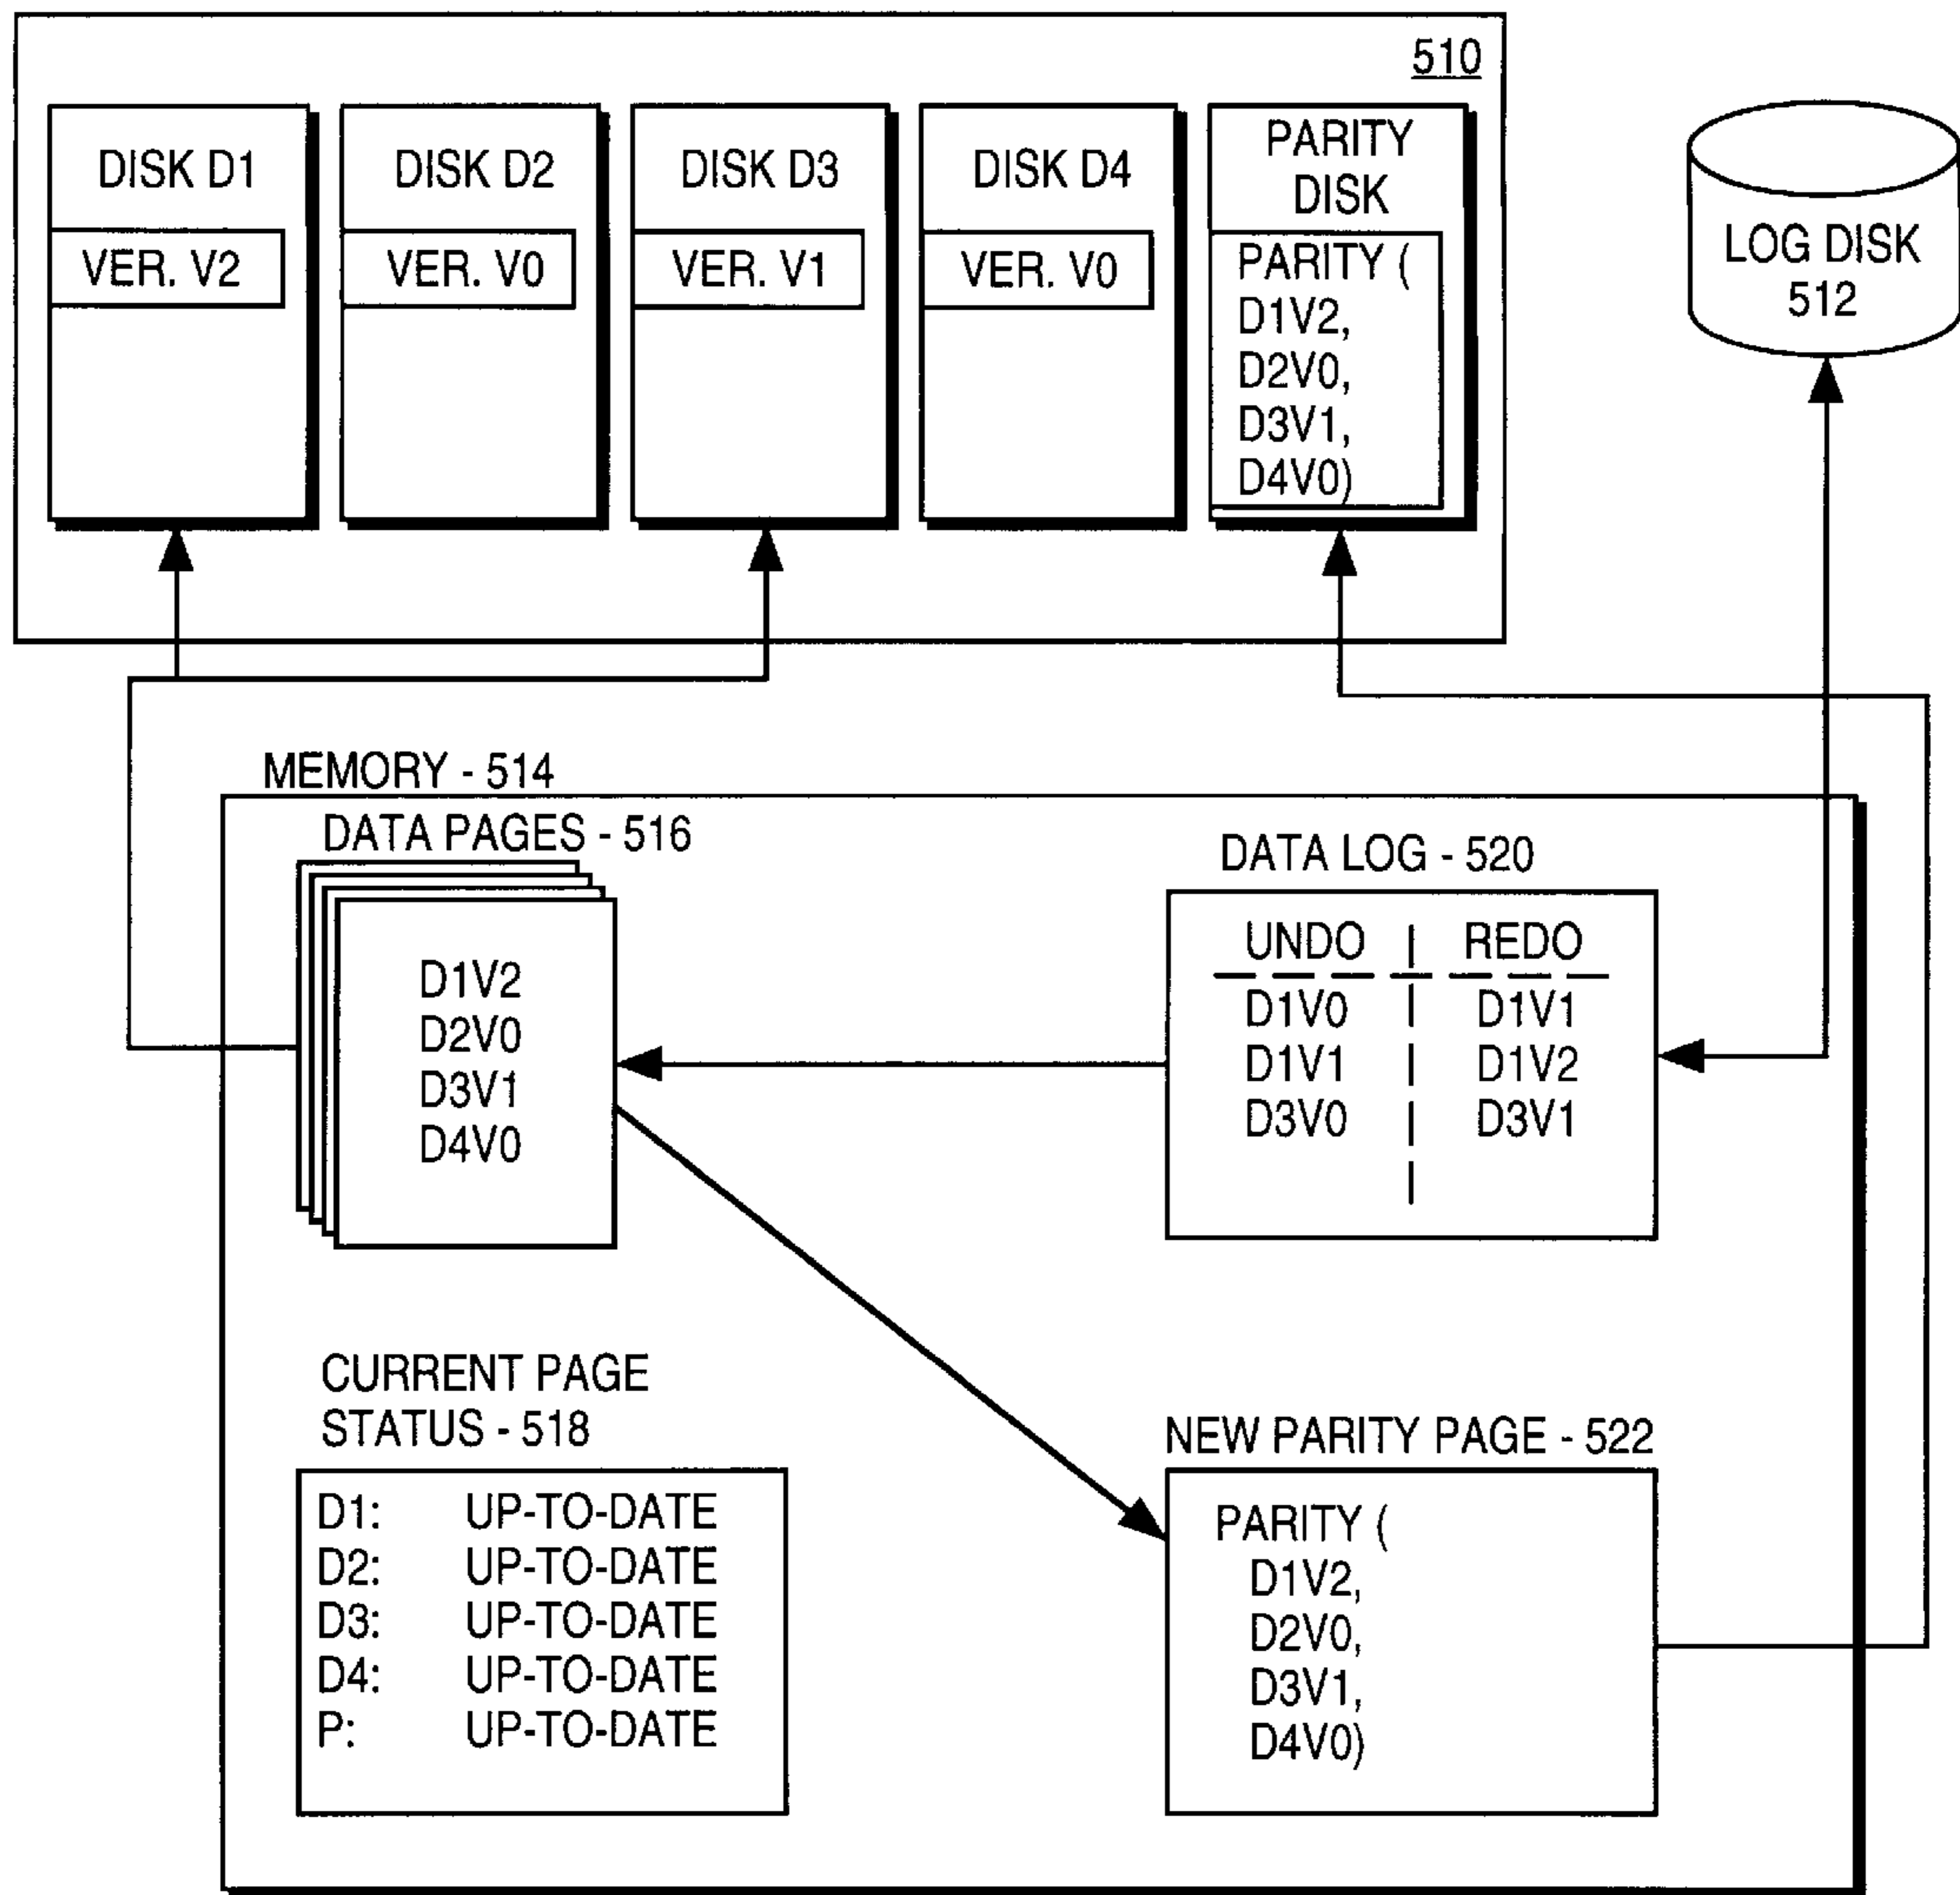 510
DISK D1
VER. V2
DISK D2
VER. V0
DISK D3
VER. V1
DISK D4
VER. V0
PARITY
DISK
PARITY (
D1V2,
D2V0,
D3V1,
D4V0)
LOG DISK
512
MEMORY - 514
DATA PAGES - 516
D1V2
D2V0
D3V1
D4V0
DATA LOG - 520
UNDO | REDO
D1V0 | D1V1
D1V1 | D1V2
D3V0 | D3V1
CURRENT PAGE
STATUS - 518
D1: UP-TO-DATE
D2: UP-TO-DATE
D3: UP-TO-DATE
D4: UP-TO-DATE
P: UP-TO-DATE
NEW PARITY PAGE - 522
PARITY (
D1V2,
D2V0,
D3V1,
D4V0)